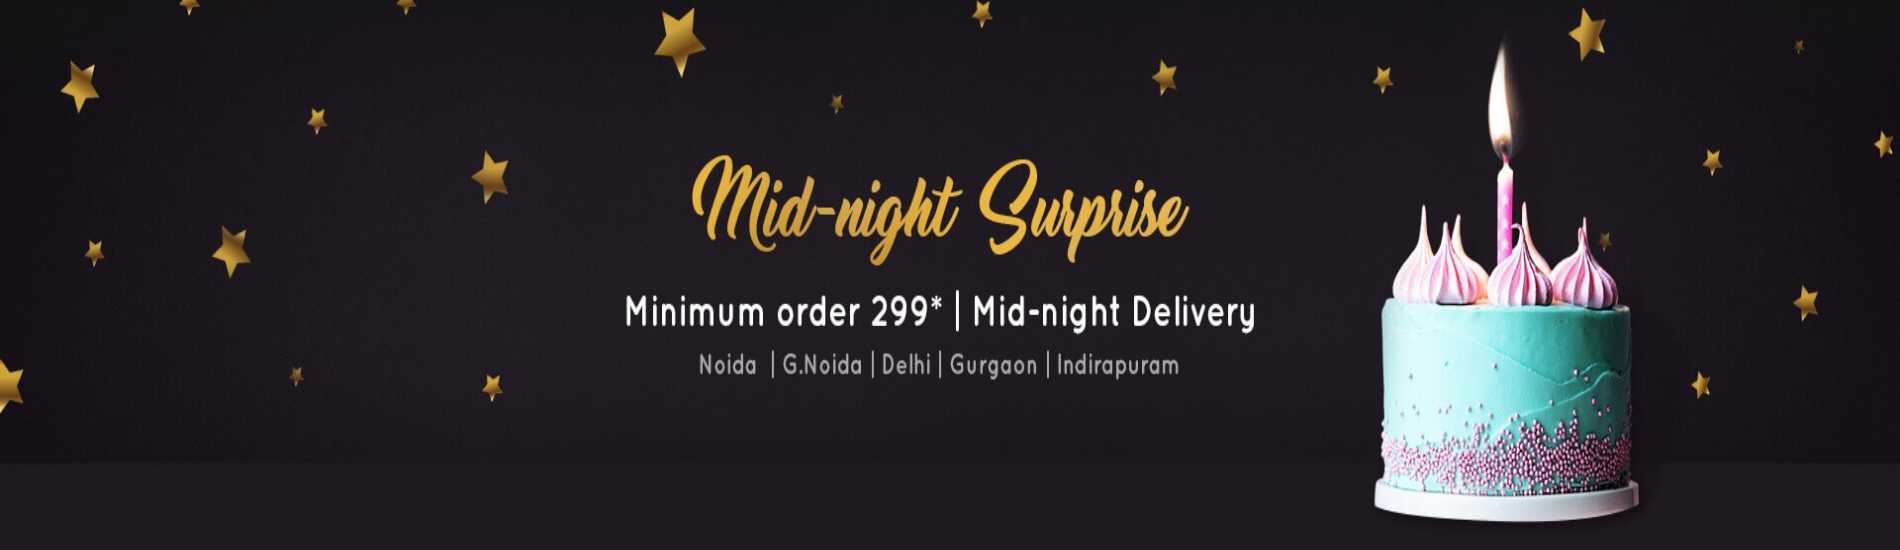 Mid-night Surprise
Minimum order 299* | Mid-night Delivery
Noida | G.Noida | Delhi | Gurgaon | Indirapuram